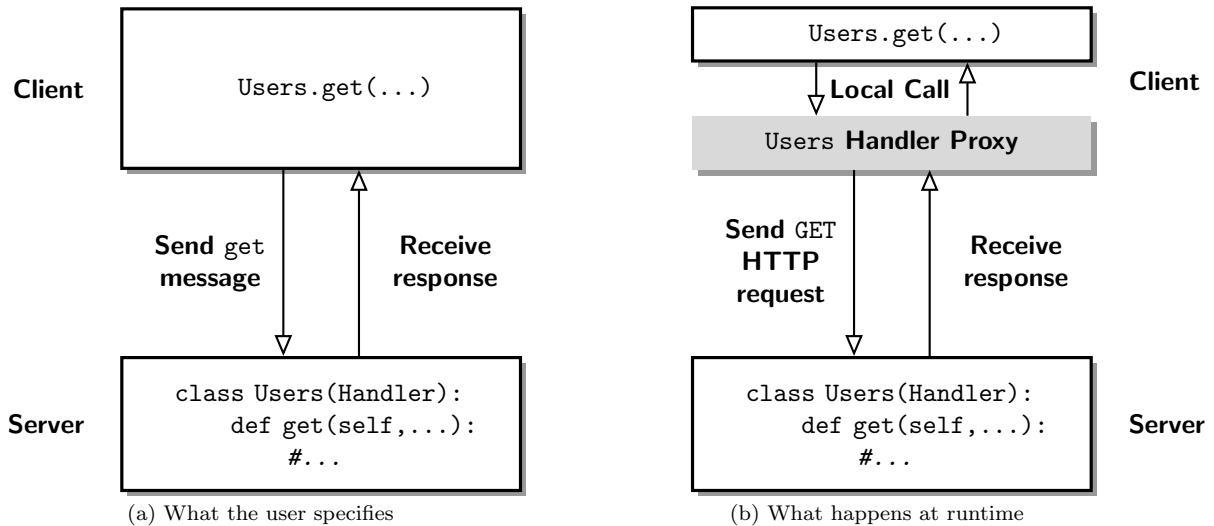 Client
Users.get(...)
Send get
message
Receive
response
Server
class Users(Handler):
def get(self,...):
#...
(a) What the user specifies
Users.get(...)
Local Call
Client
Users Handler Proxy
Send GET
HTTP
request
Receive
response
class Users(Handler):
def get(self,...):
#...
Server
(b) What happens at runtime